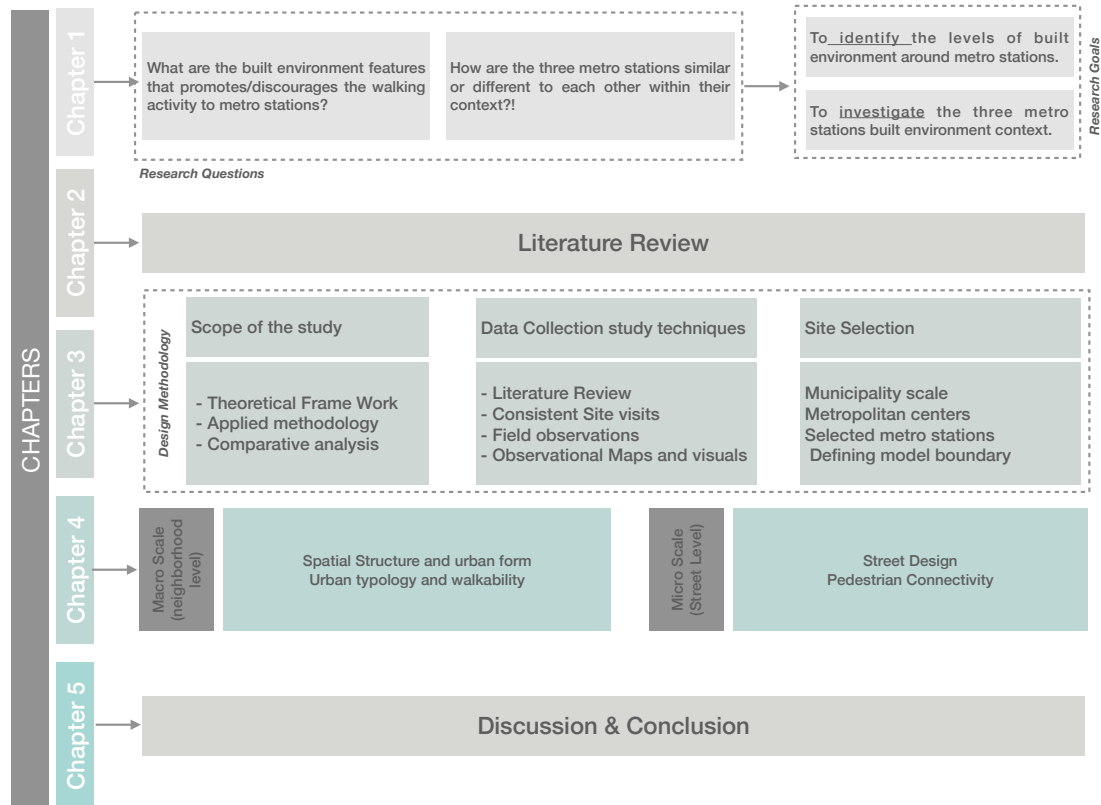 CHAPTERS
Chapter 1
What are the built environment features
that promotes/discourages the walking
activity to metro stations?
How are the three metro stations similar
or different to each other within their
context?!
Research Questions
To identify the levels of built
environment around metro stations.
To investigate the three metro
stations built environment context.
Research Goals
Chapter 2
Literature Review
Chapter 3
Design Methodology
Scope of the study
- Theoretical Frame Work
- Applied methodology
- Comparative analysis
Data Collection study techniques
- Literature Review
- Consistent Site visits
- Field observations
- Observational Maps and visuals
Site Selection
Municipality scale
Metropolitan centers
Selected metro stations
Defining model boundary
Chapter 4
Macro Scale
(neighborhood
level)
Spatial Structure and urban form
Urban typology and walkability
Micro Scale
(Street Level)
Street Design
Pedestrian Connectivity
Chapter 5
Discussion & Conclusion